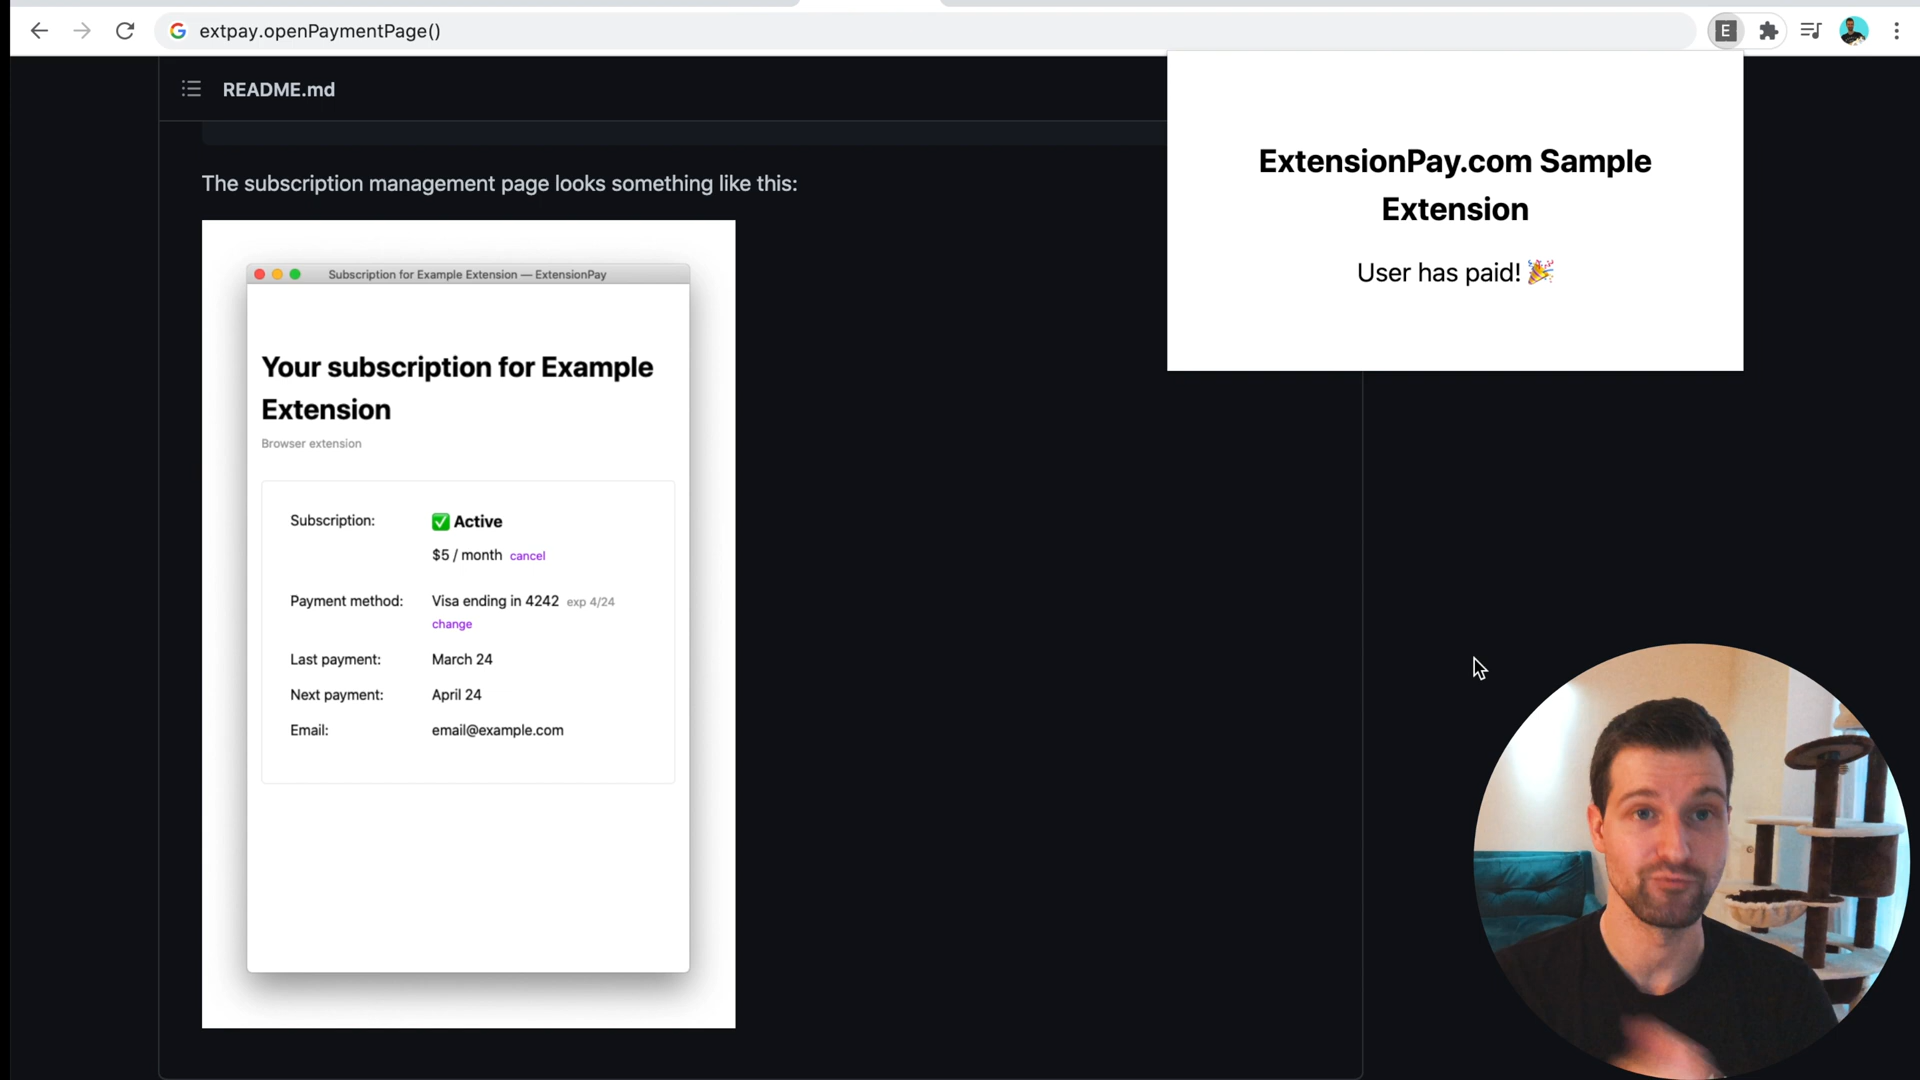 extpay.openPaymentPage()
E
README.md
The subscription management page looks something like this:
Subscription for Example Extension — ExtensionPay
Your subscription for Example
Extension
Browser extension
Subscription: ✅ Active
$5 / month cancel
Payment method: Visa ending in 4242 exp 4/24
change
Last payment: March 24
Next payment: April 24
Email: email@example.com
ExtensionPay.com Sample
Extension
User has paid! 🎉